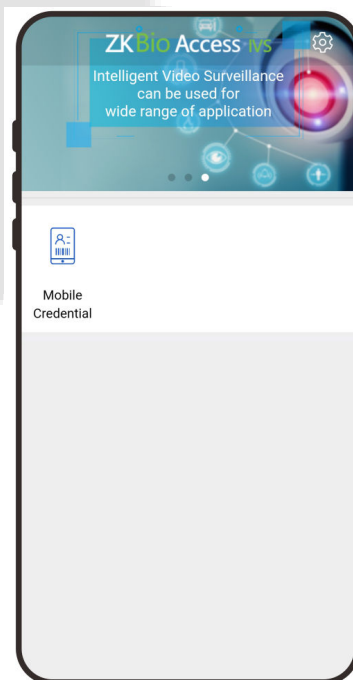 ZKBio Access IVS
Intelligent Video Surveillance
can be used for
wide range of application
Mobile
Credential